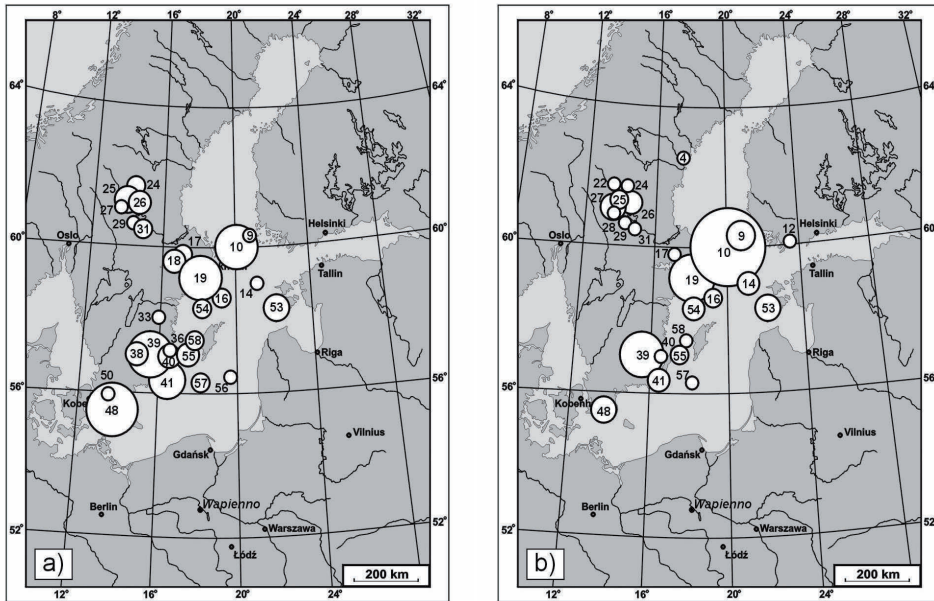 8° 12° 16° 20° 24° 28° 32°
64° 64°
25 24
27 26
29 31
60° Oslo Helsinki 60°
17 9
18 10
Tallin
19
14
16
54 53
33
36 58
39
38 40 55
Riga
50 41 57 56
56° 56°
48
Vilnius
Gdańsk
Wapienno
Berlin
52° Warszawa 52°
Łódź
a) 200 km
12° 16° 20° 24°
8° 12° 16° 20° 24° 28° 32°
64° 64°
4
22 24
27 25
26
28 29 31
60° Oslo Helsinki 60°
12
9
17 10
Tallin
19 14
16
54 53
58
40
39 55
Riga
41 57
56° 56°
48
Vilnius
Gdańsk
Wapienno
Berlin
52° Warszawa 52°
Łódź
b) 200 km
12° 16° 20° 24°